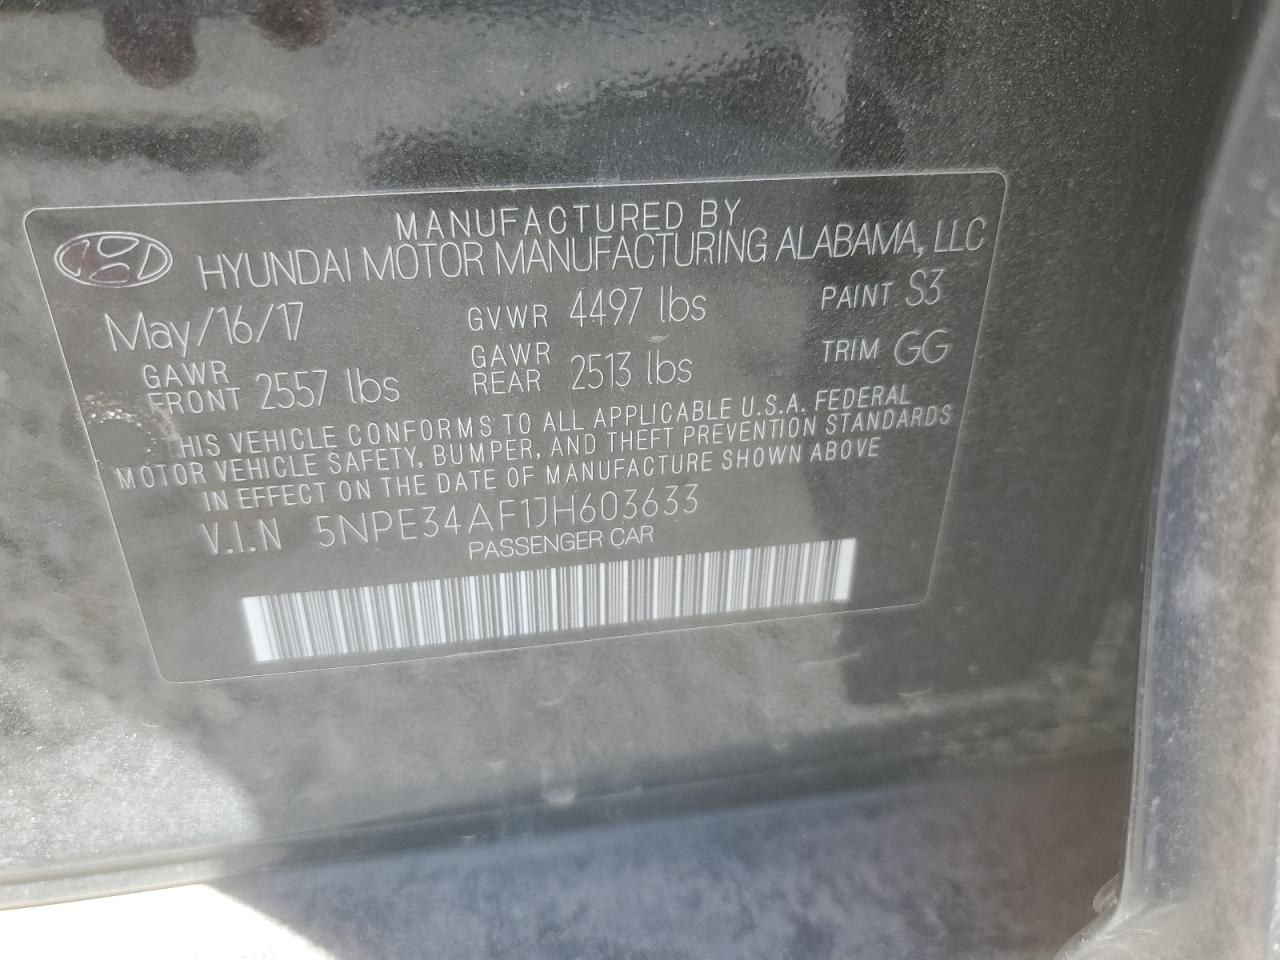 MANUFACTURED BY
HYUNDAI MOTOR MANUFACTURING ALABAMA, LLC
May/16/17 GVWR 4497 lbs PAINT S3
GAWR FRONT 2557 lbs GAWR REAR 2513 lbs TRIM GG
HIS VEHICLE CONFORMS TO ALL APPLICABLE U.S.A. FEDERAL
MOTOR VEHICLE SAFETY, BUMPER, AND THEFT PREVENTION STANDARDS
IN EFFECT ON THE DATE OF MANUFACTURE SHOWN ABOVE
V.I.N 5NPE34AF1JH603633
PASSENGER CAR